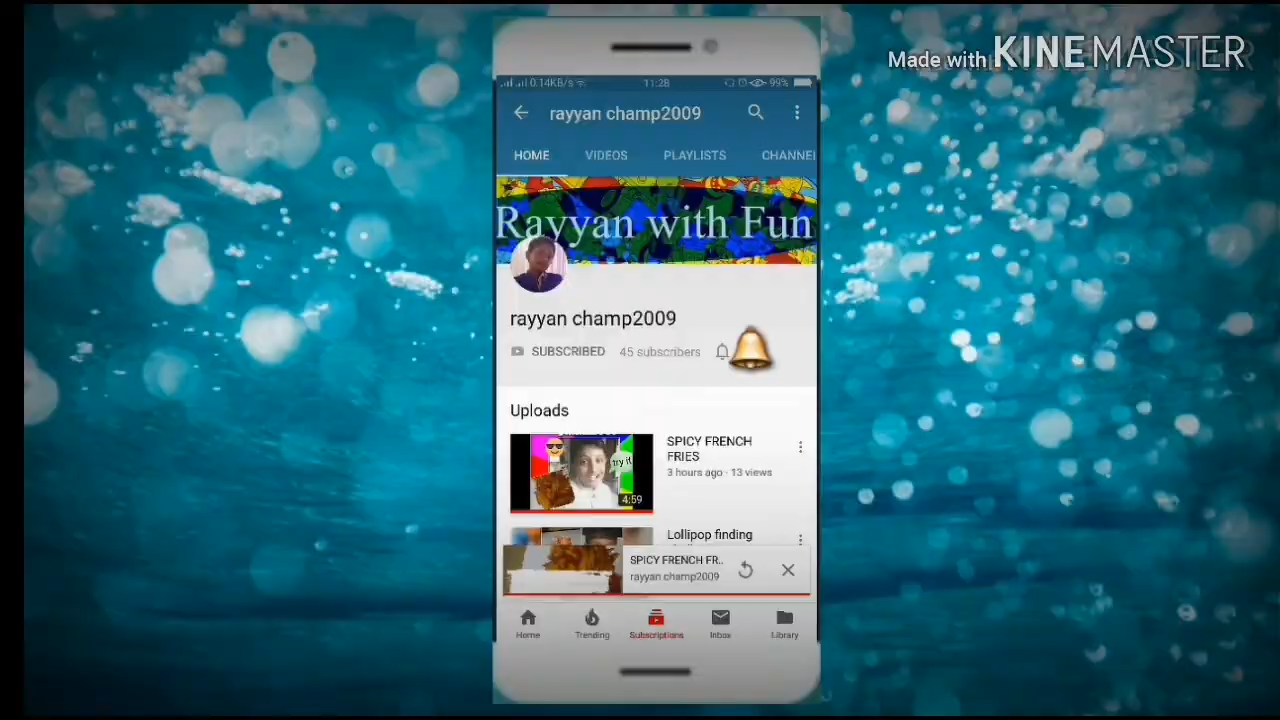 Made with KINEMASTER
0.14KB/s 11:28 99%
rayyan champ2009
HOME VIDEOS PLAYLISTS CHANNEL
Rayyan with Fun
rayyan champ2009
SUBSCRIBED 45 subscribers
Uploads
SPICY FRENCH
FRIES
3 hours ago · 13 views
try it
4:59
Lollipop finding
SPICY FRENCH FR..
rayyan champ2009
Home Trending Subscriptions Inbox Library